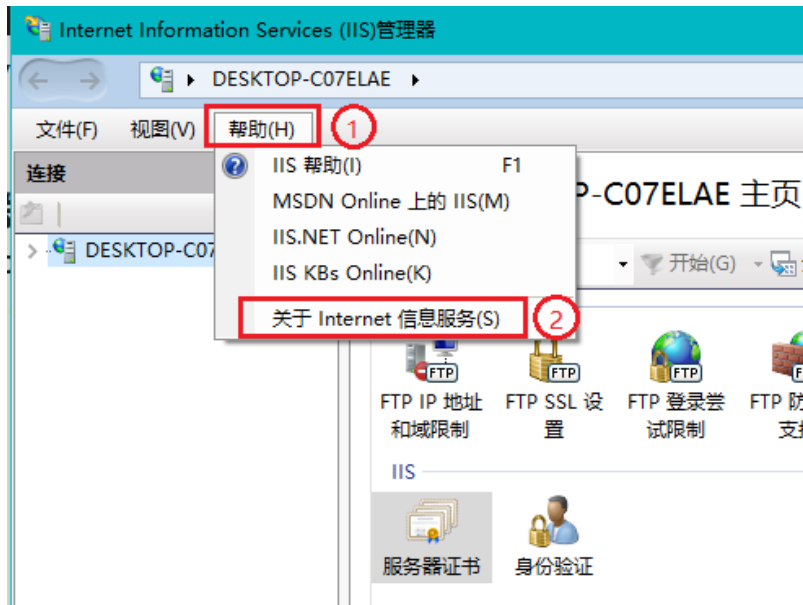 Internet Information Services (IIS)管理器
DESKTOP-C07ELAE
文件(F) 视图(V) 帮助(H) 1
连接
IIS 帮助(I) F1
MSDN Online 上的 IIS(M)
IIS.NET Online(N)
IIS KBs Online(K)
关于 Internet 信息服务(S) 2
P-C07ELAE 主页
DESKTOP-C07
开始(G)
FTP FTP FTP
FTP IP 地址和域限制
FTP SSL 设置
FTP 登录尝试限制
FTP 防
支
IIS
服务器证书
身份验证